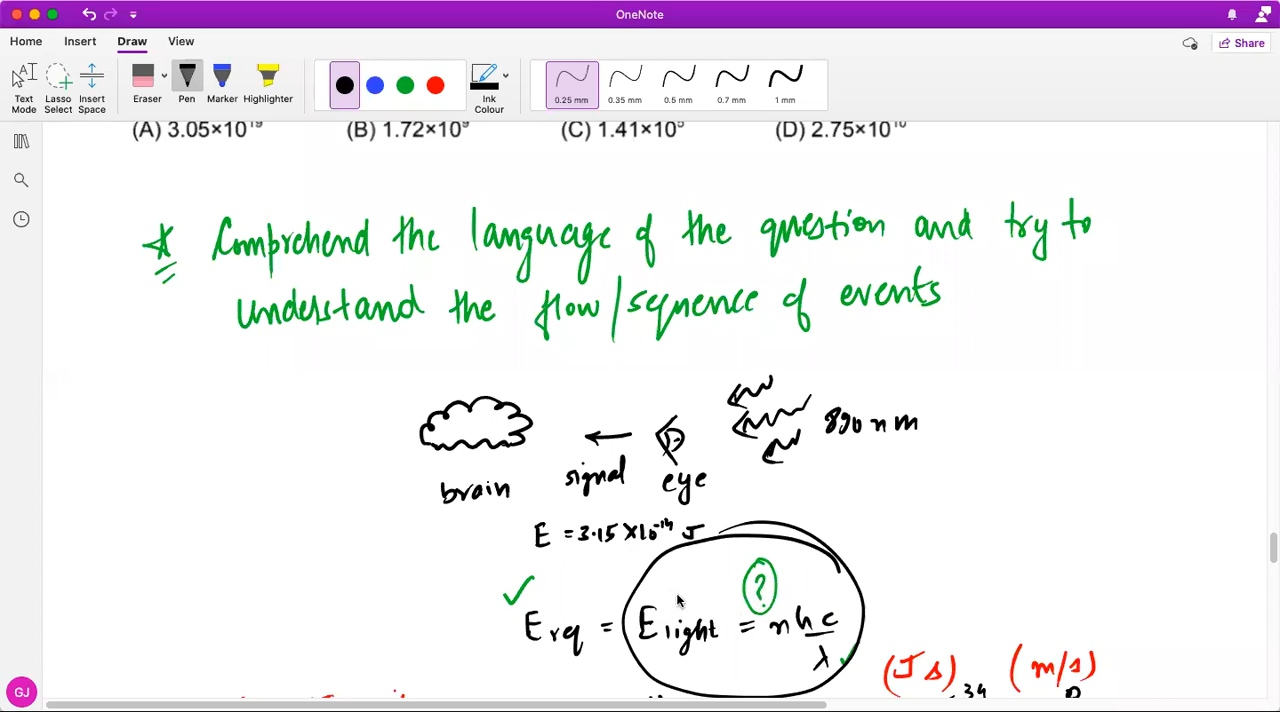 OneNote
Home Insert Draw View
Share
Text Mode
Lasso Select
Insert Space
Eraser
Pen
Marker
Highlighter
Ink Colour
0.25 mm
0.35 mm
0.5 mm
0.7 mm
1 mm
(A) 3.05×10¹⁹ (B) 1.72×10⁹ (C) 1.41×10⁵ (D) 2.75×10¹⁰
* Comprehend the language of the question and try to
understand the flow/sequence of events
890 nm
brain signal eye
E = 3.15 × 10⁻¹⁴ J
?
E req = E light = nhc/λ
(J s) (m/s)
-34
GJ